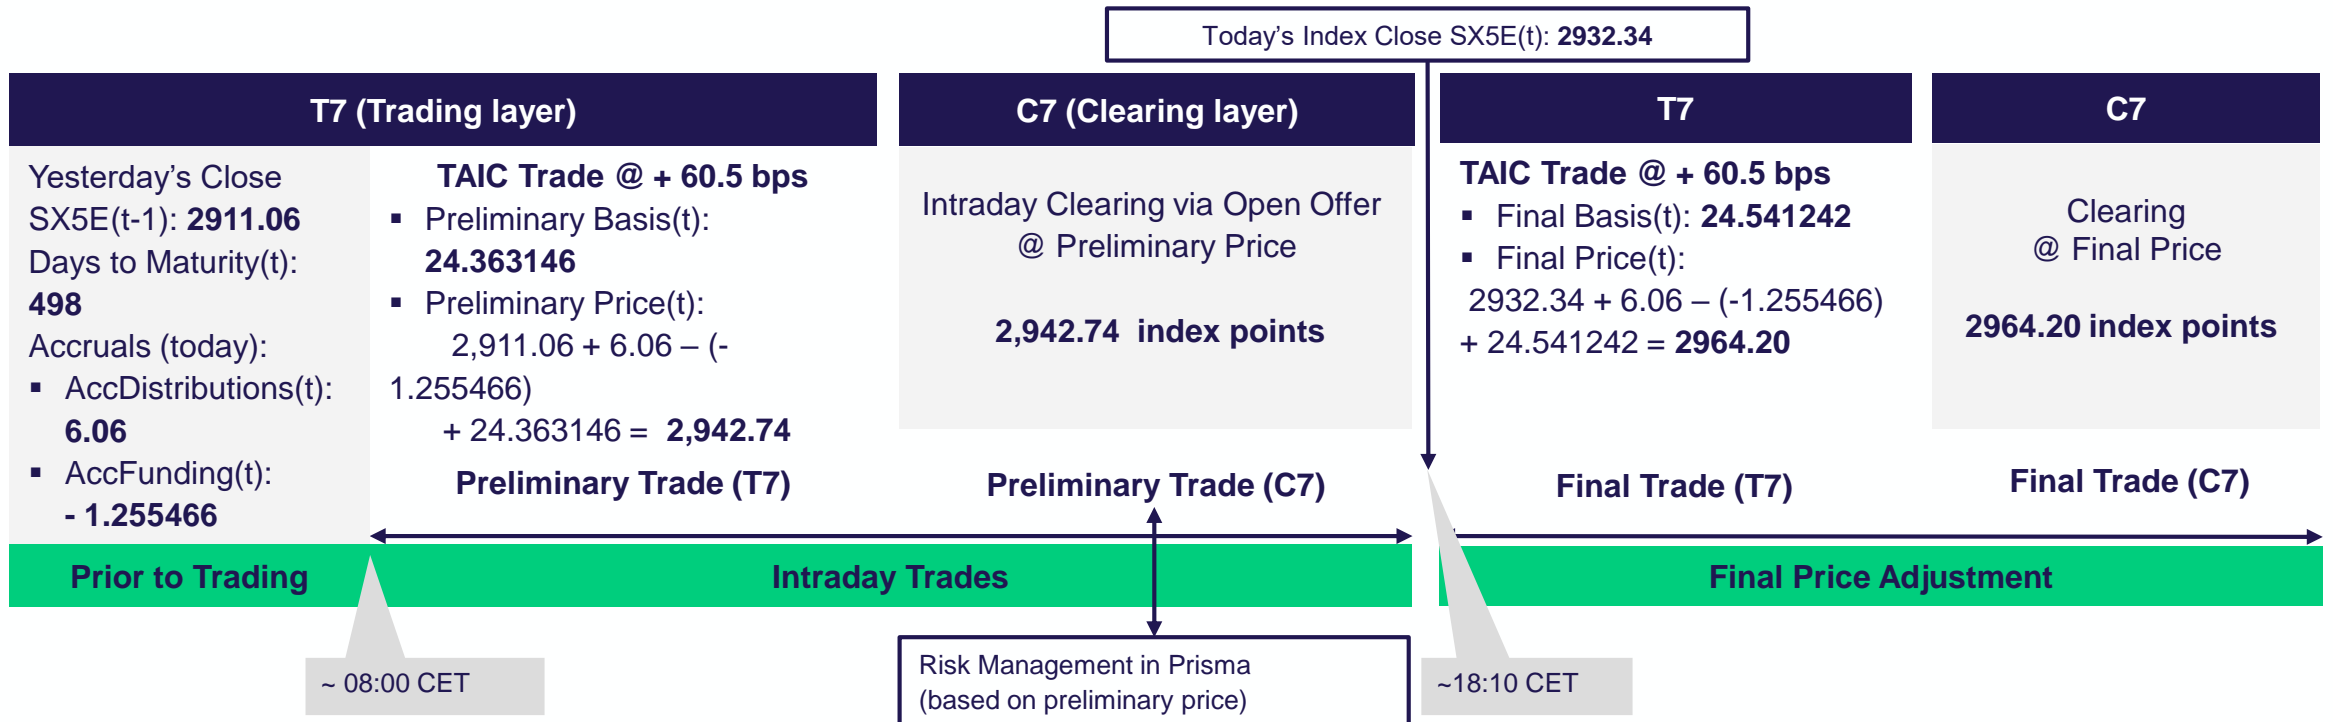 Today's Index Close SX5E(t): 2932.34
T7 (Trading layer)
C7 (Clearing layer)
T7
C7
Yesterday's Close
SX5E(t-1): 2911.06
Days to Maturity(t):
498
Accruals (today):
▪ AccDistributions(t):
6.06
▪ AccFunding(t):
- 1.255466
TAIC Trade @ + 60.5 bps
▪ Preliminary Basis(t):
24.363146
▪ Preliminary Price(t):
2,911.06 + 6.06 – (-
1.255466)
+ 24.363146 = 2,942.74
Preliminary Trade (T7)
Intraday Clearing via Open Offer
@ Preliminary Price
2,942.74 index points
Preliminary Trade (C7)
TAIC Trade @ + 60.5 bps
▪ Final Basis(t): 24.541242
▪ Final Price(t):
2932.34 + 6.06 – (-1.255466)
+ 24.541242 = 2964.20
Final Trade (T7)
Clearing
@ Final Price
2964.20 index points
Final Trade (C7)
Prior to Trading
Intraday Trades
Final Price Adjustment
~ 08:00 CET
Risk Management in Prisma
(based on preliminary price)
~18:10 CET